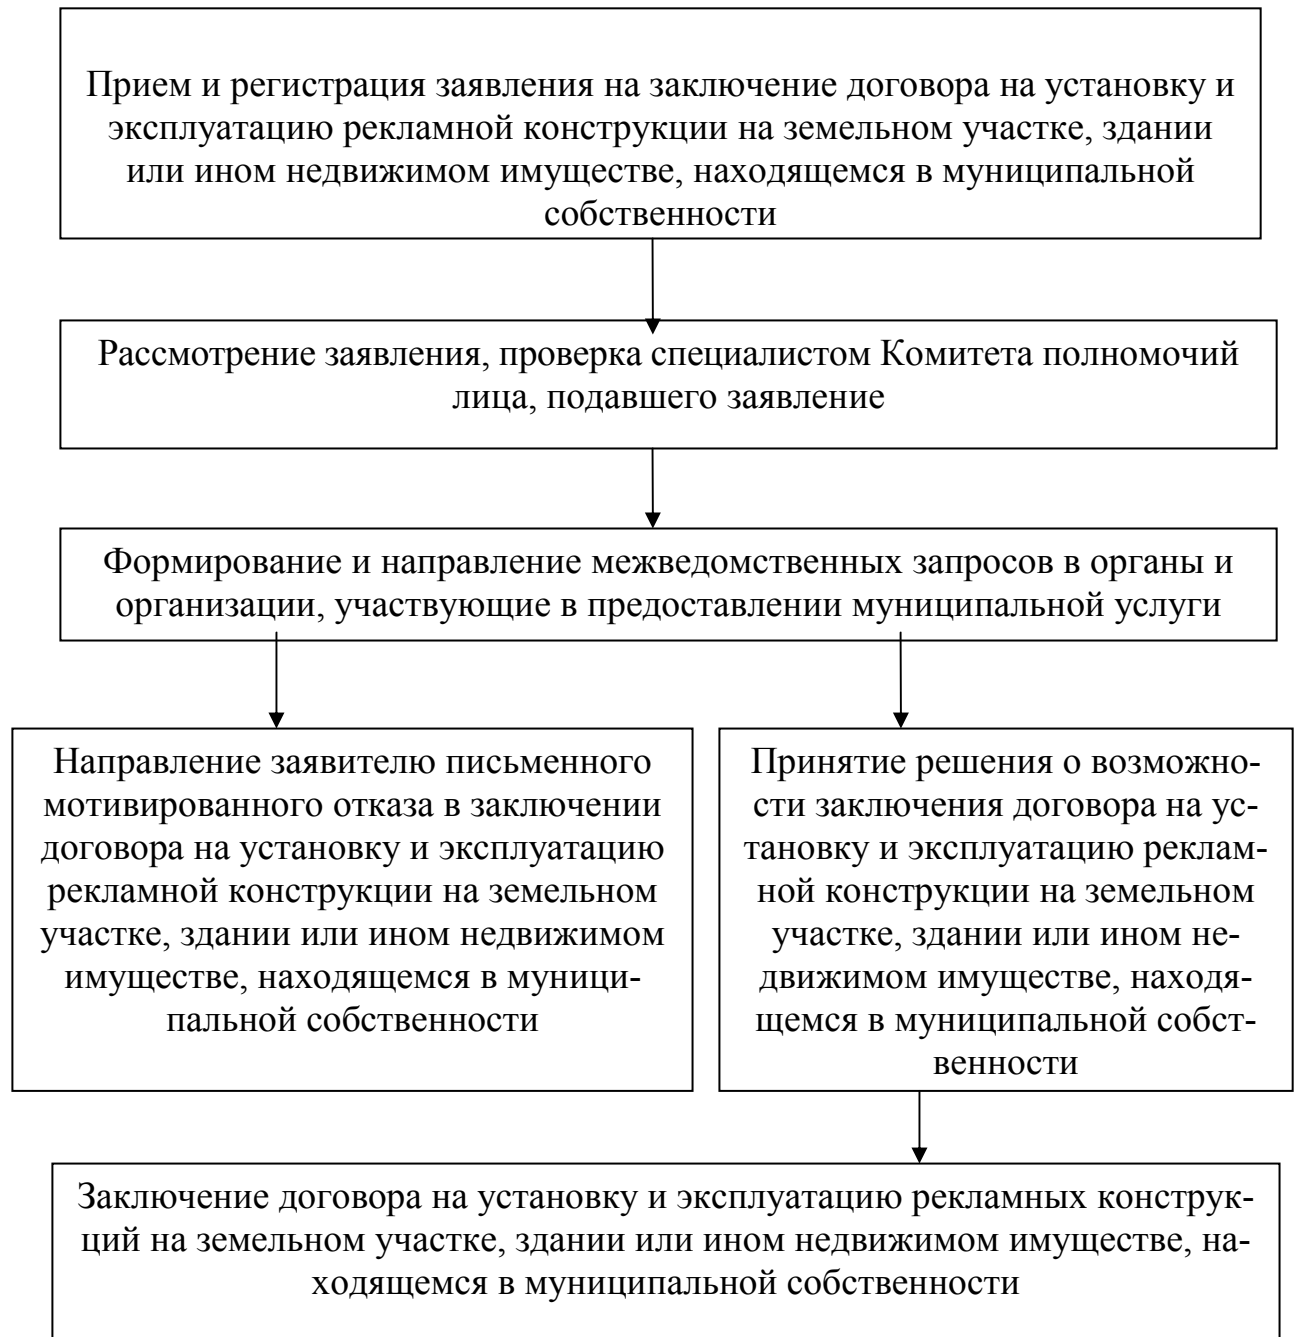 Прием и регистрация заявления на заключение договора на установку и
эксплуатацию рекламной конструкции на земельном участке, здании
или ином недвижимом имуществе, находящемся в муниципальной
собственности
Рассмотрение заявления, проверка специалистом Комитета полномочий
лица, подавшего заявление
Формирование и направление межведомственных запросов в органы и
организации, участвующие в предоставлении муниципальной услуги
Направление заявителю письменного
мотивированного отказа в заключении
договора на установку и эксплуатацию
рекламной конструкции на земельном
участке, здании или ином недвижимом
имуществе, находящемся в муници-
пальной собственности
Принятие решения о возможно-
сти заключения договора на ус-
тановку и эксплуатацию реклам-
ной конструкции на земельном
участке, здании или ином не-
движимом имуществе, находя-
щемся в муниципальной собст-
венности
Заключение договора на установку и эксплуатацию рекламных конструк-
ций на земельном участке, здании или ином недвижимом имуществе, на-
ходящемся в муниципальной собственности